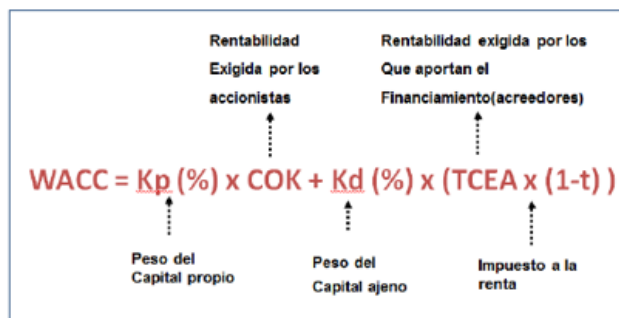 Rentabilidad
Exigida por los
accionistas
Rentabilidad exigida por los
Que aportan el
Financiamiento(acreedores)
WACC = Kp (%) x COK + Kd (%) x (TCEA x (1-t) )
Peso del
Capital propio
Peso del
Capital ajeno
Impuesto a la
renta